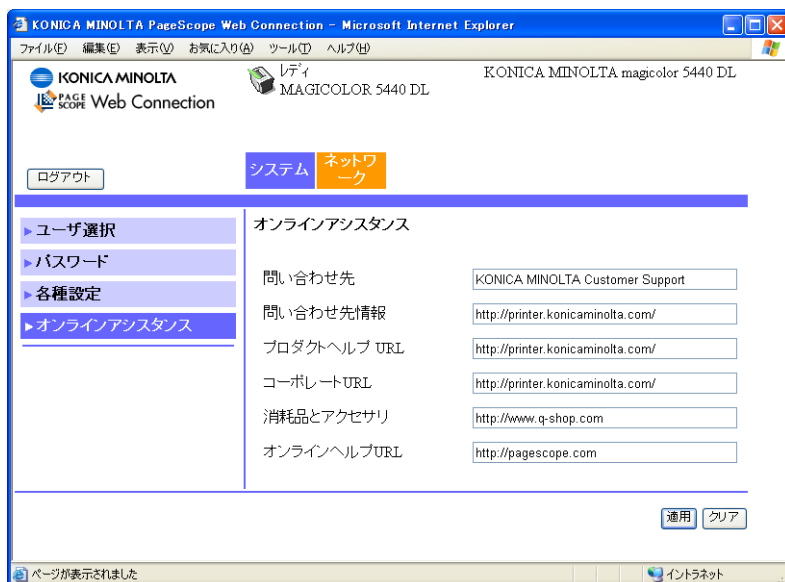 KONICA MINOLTA PageScope Web Connection - Microsoft Internet Explorer
ファイル(F) 編集(E) 表示(V) お気に入り(A) ツール(T) ヘルプ(H)
KONICA MINOLTA
PAGE SCOPE Web Connection
レディ
MAGICOLOR 5440 DL
KONICA MINOLTA magicolor 5440 DL
ログアウト
システム
ネットワ
ーク
ユーザ選択
パスワード
各種設定
オンラインアシスタンス
オンラインアシスタンス
問い合わせ先 KONICA MINOLTA Customer Support
問い合わせ先情報 http://printer.konicaminolta.com/
プロダクトヘルプ URL http://printer.konicaminolta.com/
コーポレートURL http://printer.konicaminolta.com/
消耗品とアクセサリ http://www.q-shop.com
オンラインヘルプURL http://pagescope.com
適用 クリア
ページが表示されました イントラネット